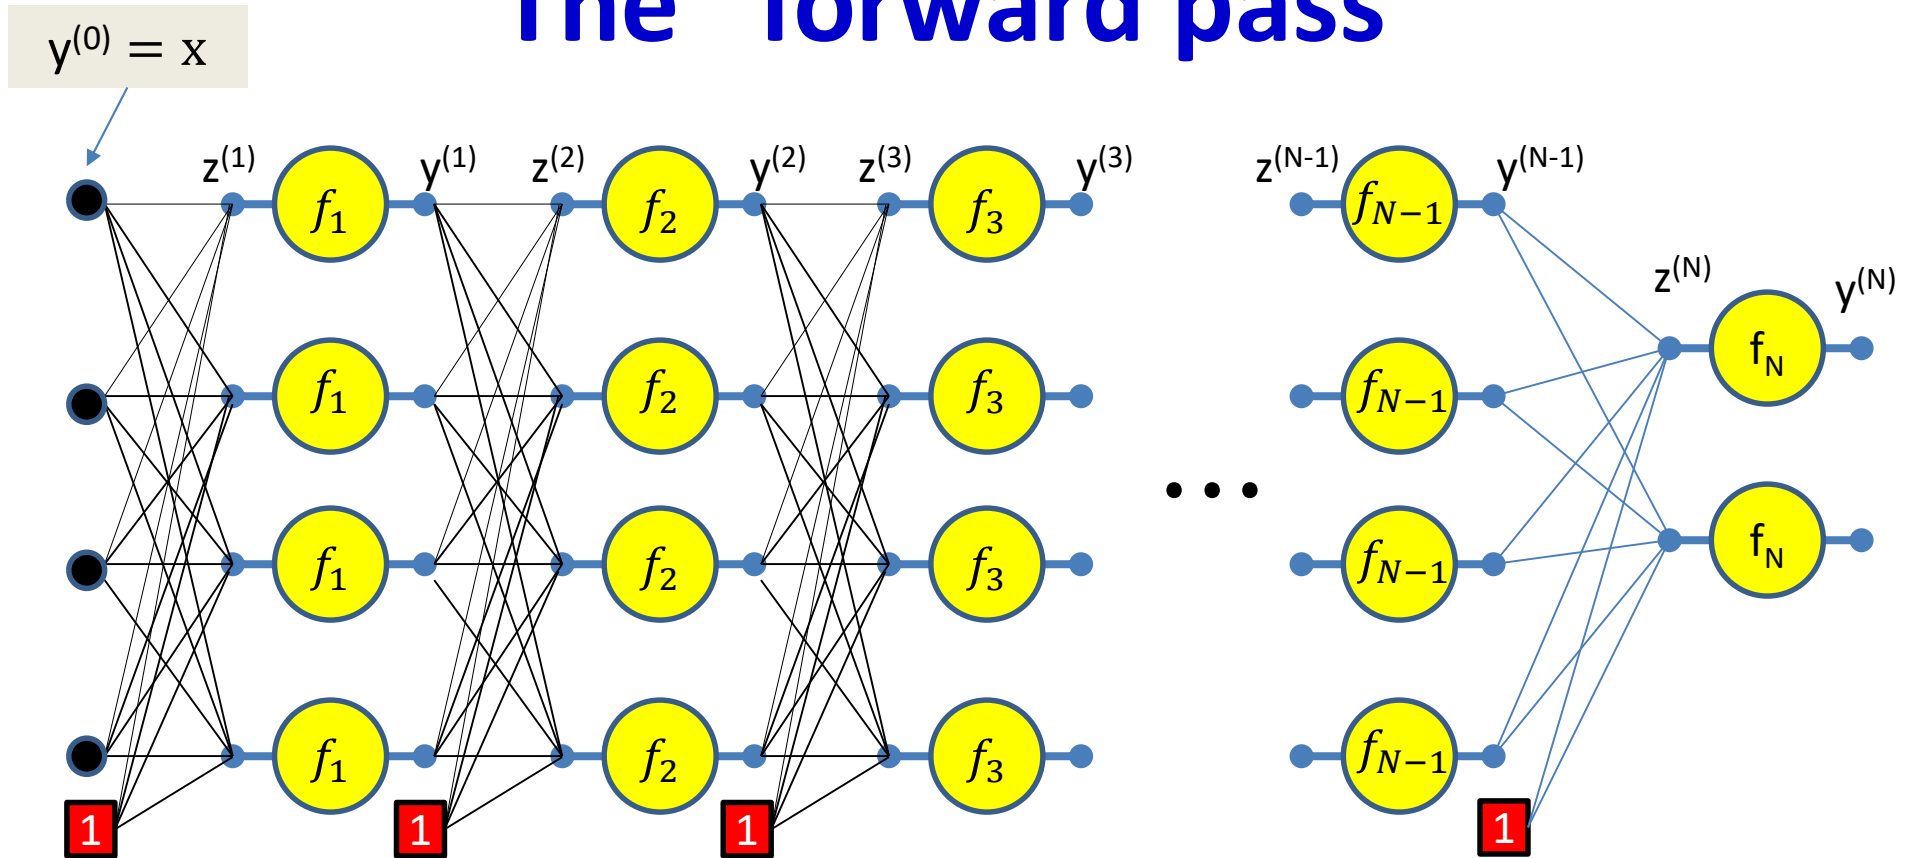 The "forward pass"
y(0) = x
z(1) y(1) z(2) y(2) z(3) y(3) z(N-1) y(N-1)
f1 f2 f3 fN−1
z(N) y(N)
fN
f1 f2 f3 fN−1
fN
f1 f2 f3 fN−1
f1 f2 f3 fN−1
1 1 1 1